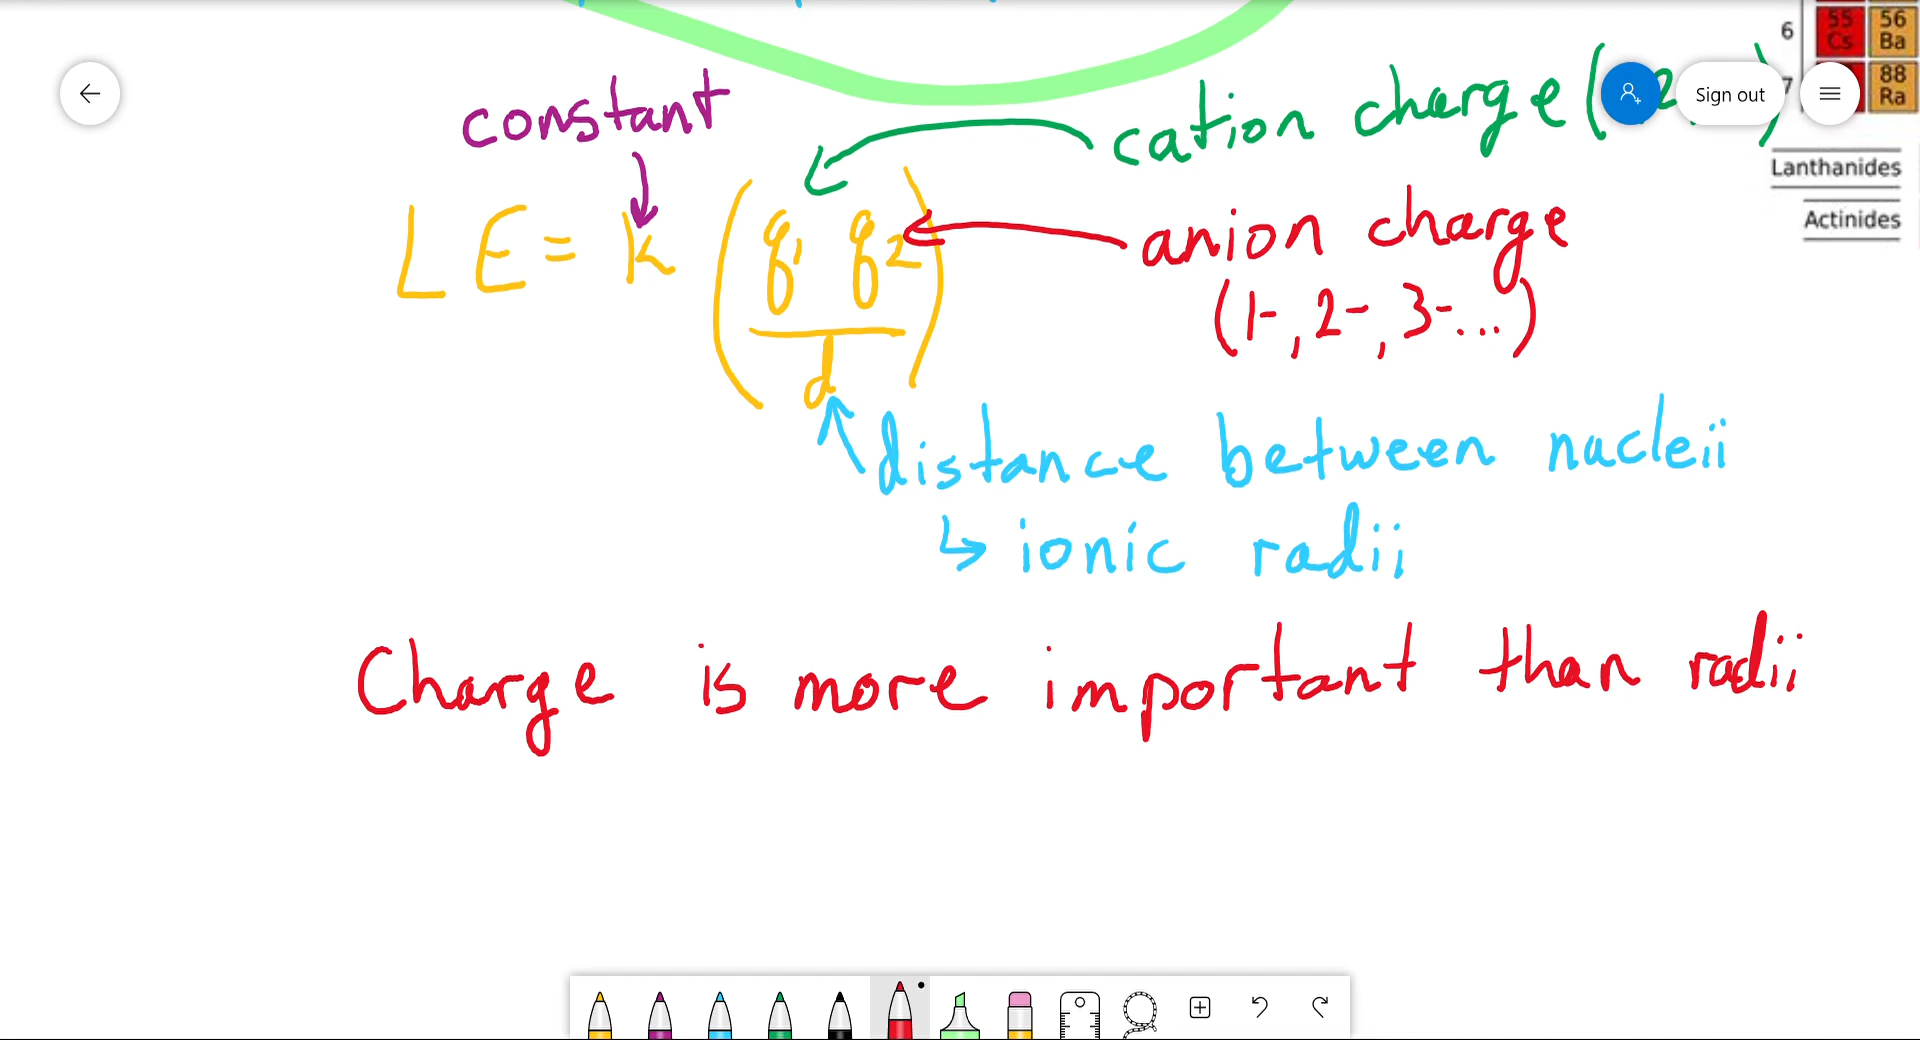 6 55 56
Cs Ba
7 88
Ra
Lanthanides
Actinides
Sign out
constant
cation charge (
LE = k (q1 q2 / d)
anion charge
(1-, 2-, 3-...)
distance between nucleii
↳ ionic radii
Charge is more important than radii